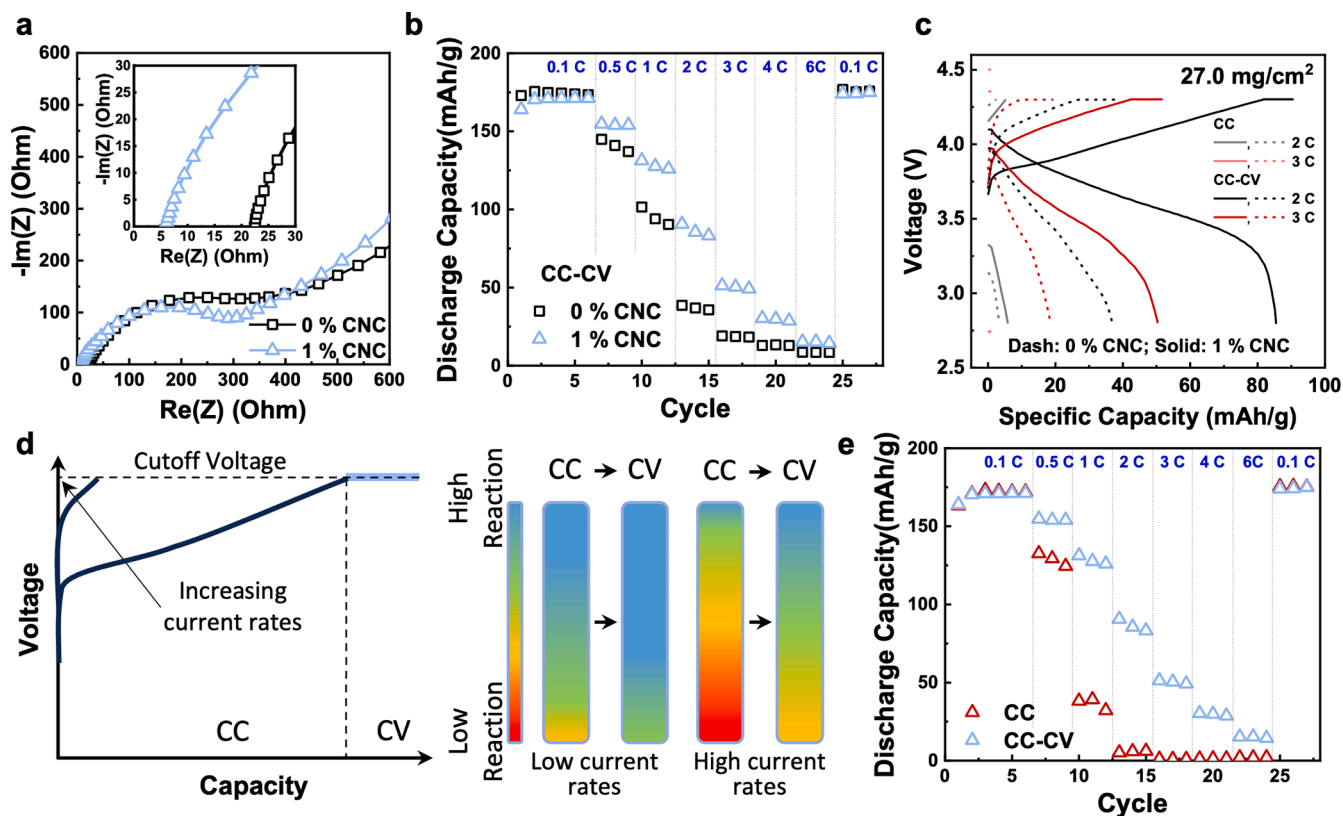 a
600
500
400
300
200
100
0
-Im(Z) (Ohm)
0 100 200 300 400 500 600
Re(Z) (Ohm)
30
25
20
15
10
5
0
-Im(Z) (Ohm)
0 5 10 15 20 25 30
Re(Z) (Ohm)
0 % CNC
1 % CNC
b
200
150
100
50
0
Discharge Capacity(mAh/g)
0.1 C 0.5 C 1 C 2 C 3 C 4 C 6C 0.1 C
CC-CV
0 % CNC
1 % CNC
0 5 10 15 20 25
Cycle
c
4.5
4.0
3.5
3.0
2.5
Voltage (V)
27.0 mg/cm²
CC
, 2 C
, 3 C
CC-CV
, 2 C
, 3 C
Dash: 0 % CNC; Solid: 1 % CNC
0 20 40 60 80 100
Specific Capacity (mAh/g)
d
Cutoff Voltage
Increasing
current rates
Voltage
CC CV
Capacity
High
Reaction
Low
Reaction
CC CV CC CV
Low current
rates
High current
rates
e
200
150
100
50
0
Discharge Capacity(mAh/g)
0.1 C 0.5 C 1 C 2 C 3 C 4 C 6C 0.1 C
CC
CC-CV
0 5 10 15 20 25
Cycle